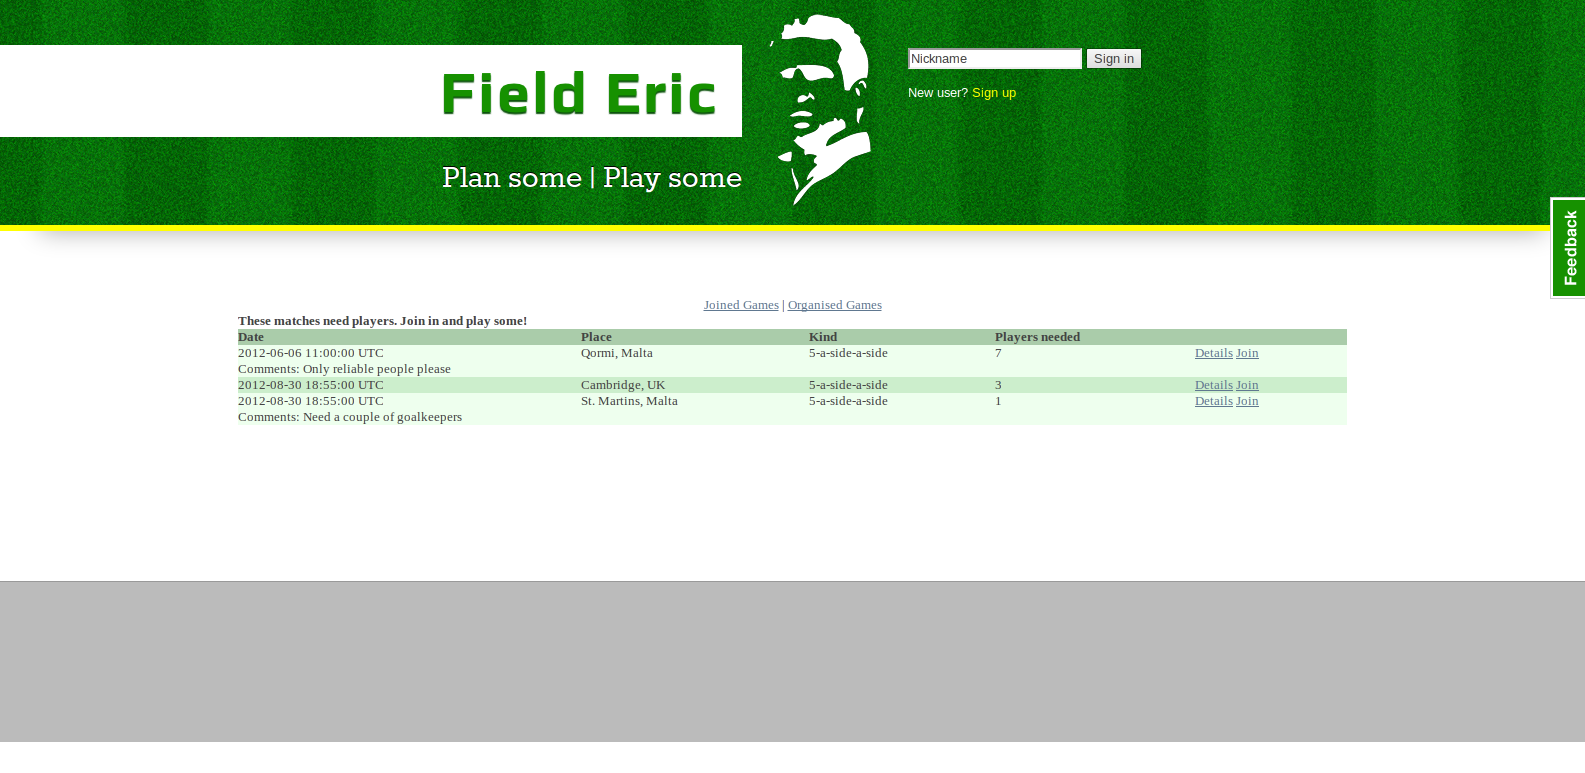 Field Eric
Plan some | Play some
Nickname Sign in
New user? Sign up
Feedback
Joined Games | Organised Games
These matches need players. Join in and play some!
Date Place Kind Players needed
2012-06-06 11:00:00 UTC Qormi, Malta 5-a-side-a-side 7 Details Join
Comments: Only reliable people please
2012-08-30 18:55:00 UTC Cambridge, UK 5-a-side-a-side 3 Details Join
2012-08-30 18:55:00 UTC St. Martins, Malta 5-a-side-a-side 1 Details Join
Comments: Need a couple of goalkeepers